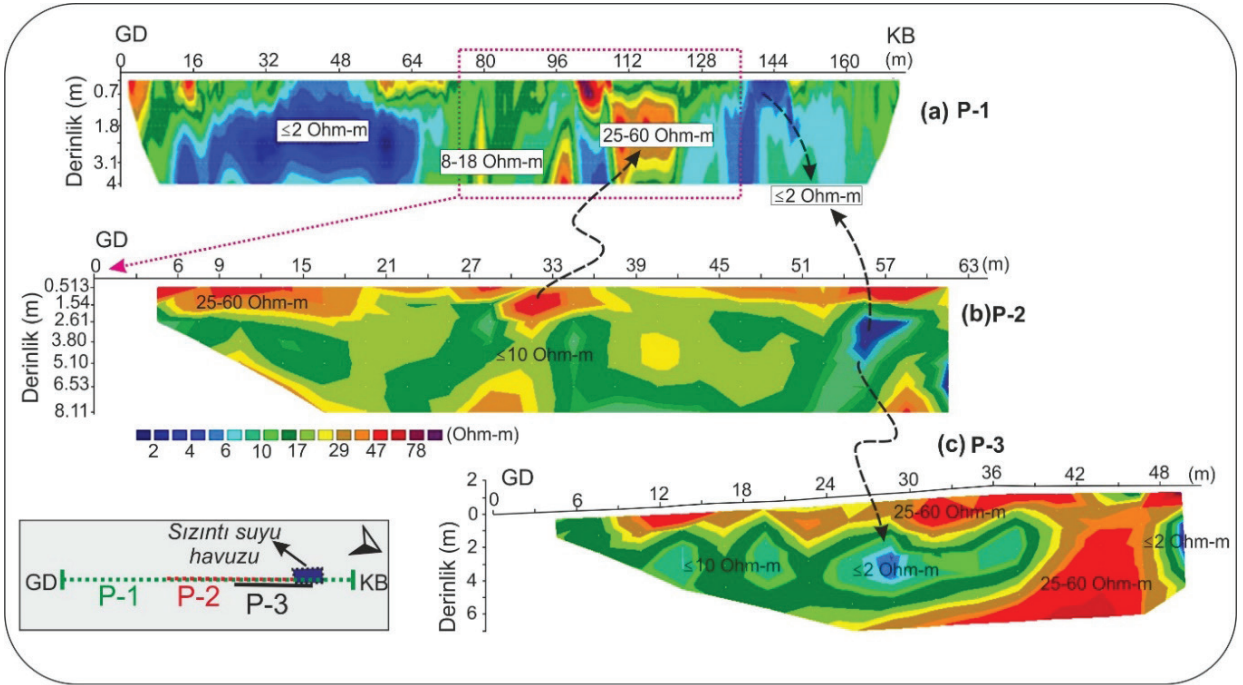 GD KB
0 16 32 48 64 80 96 112 128 144 160 (m)
Derinlik (m)
0.7
1.8
3.1
4
≤2 Ohm-m
8-18 Ohm-m
25-60 Ohm-m
≤2 Ohm-m
(a) P-1
GD
0 6 9 15 21 27 33 39 45 51 57 63 (m)
Derinlik (m)
0.513
1.54
2.61
3.80
5.10
6.53
8.11
25-60 Ohm-m
≤10 Ohm-m
(b)P-2
2 4 6 10 17 29 47 78 (Ohm-m)
(c) P-3
GD
0 6 12 18 24 30 36 42 48 (m)
Derinlik (m)
2
0
2
4
6
25-60 Ohm-m
≤10 Ohm-m
≤2 Ohm-m
≤2 Ohm-m
25-60 Ohm-m
Sızıntı suyu
havuzu
GD P-1 P-2 P-3 KB